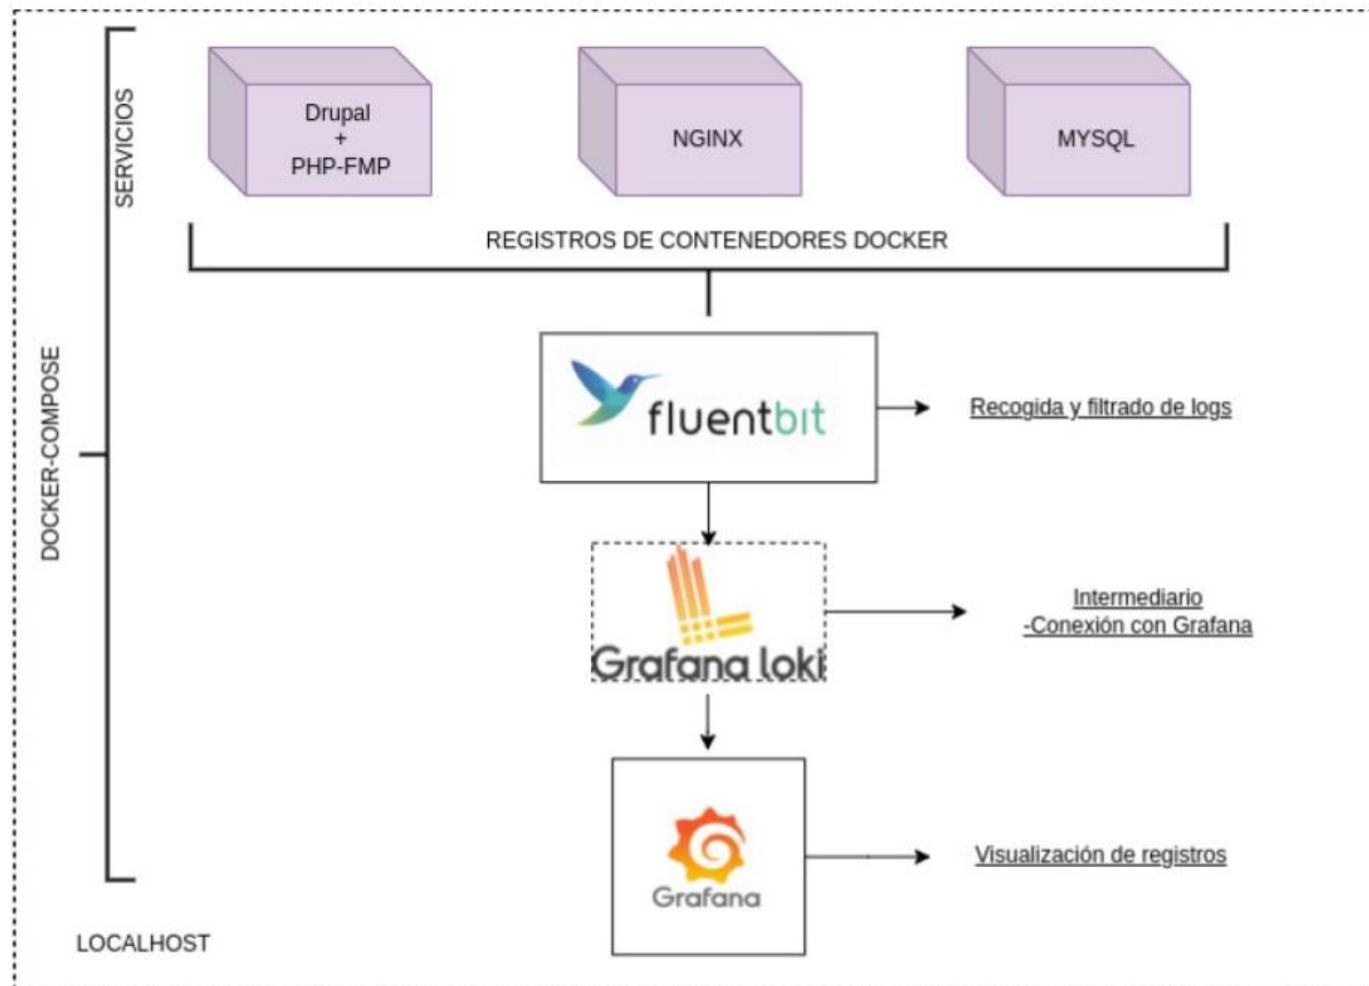 SERVICIOS
Drupal
+
PHP-FMP
NGINX
MYSQL
REGISTROS DE CONTENEDORES DOCKER
DOCKER-COMPOSE
fluentbit
Recogida y filtrado de logs
Grafana loki
Intermediario
-Conexión con Grafana
Grafana
Visualización de registros
LOCALHOST